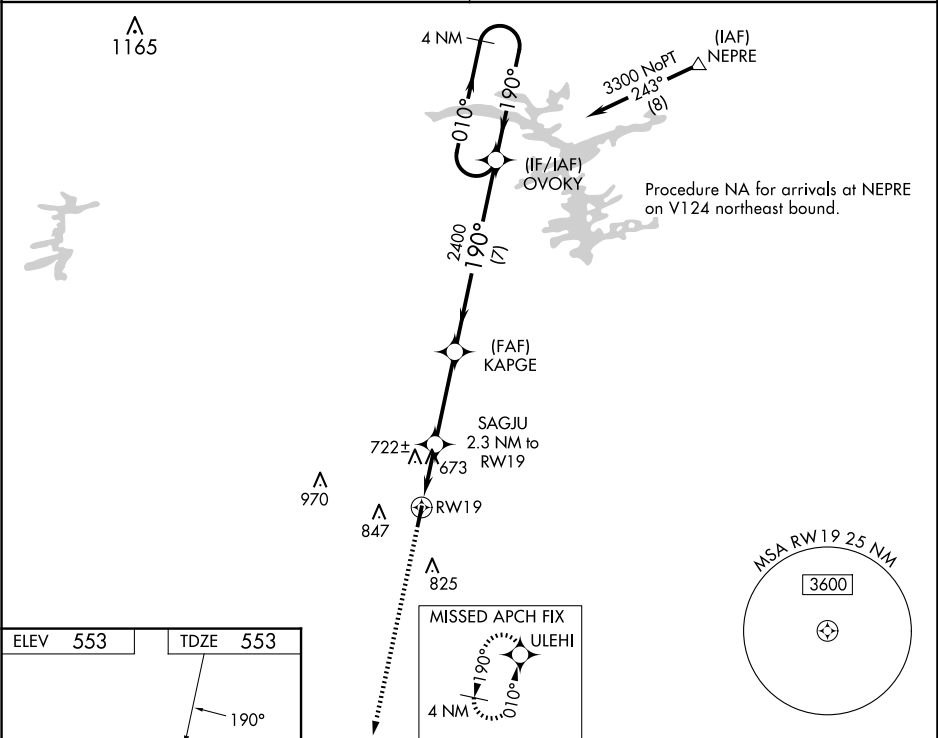 1165
4 NM
190°
010°
(IAF)
NEPRE
3300 NoPT
243°
(8)
(IF/IAF)
OVOKY
Procedure NA for arrivals at NEPRE
on V124 northeast bound.
2400
190°
(7)
(FAF)
KAPGE
SAGJU
2.3 NM to
RW19
722±
673
970
847
RW19
825
MSA RW19 25 NM
3600
MISSED APCH FIX
ULEHI
190°
010°
4 NM
ELEV 553
TDZE 553
190°